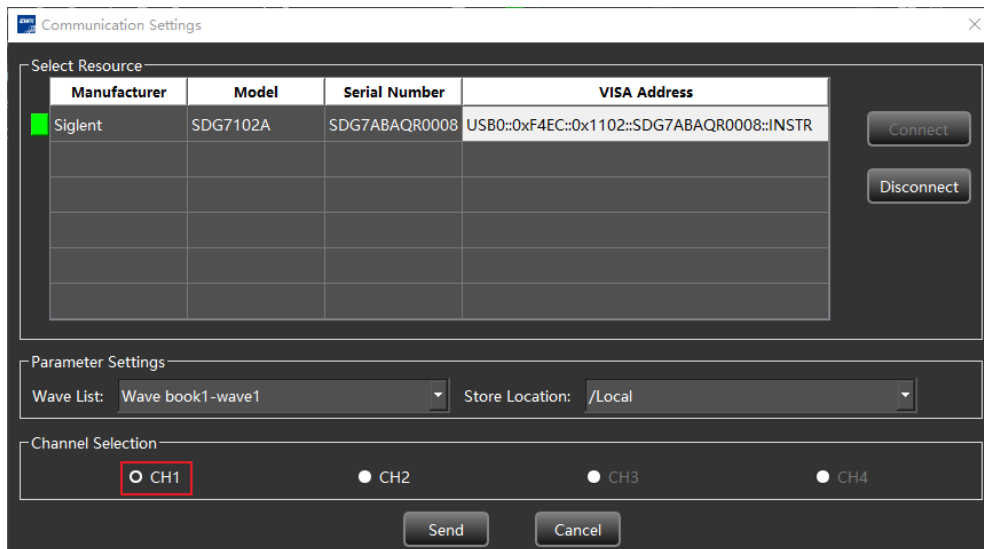 Communication Settings
Select Resource
Manufacturer Model Serial Number VISA Address
Siglent SDG7102A SDG7ABAQR0008 USB0::0xF4EC::0x1102::SDG7ABAQR0008::INSTR
Connect
Disconnect
Parameter Settings
Wave List: Wave book1-wave1 Store Location: /Local
Channel Selection
CH1 CH2 CH3 CH4
Send Cancel